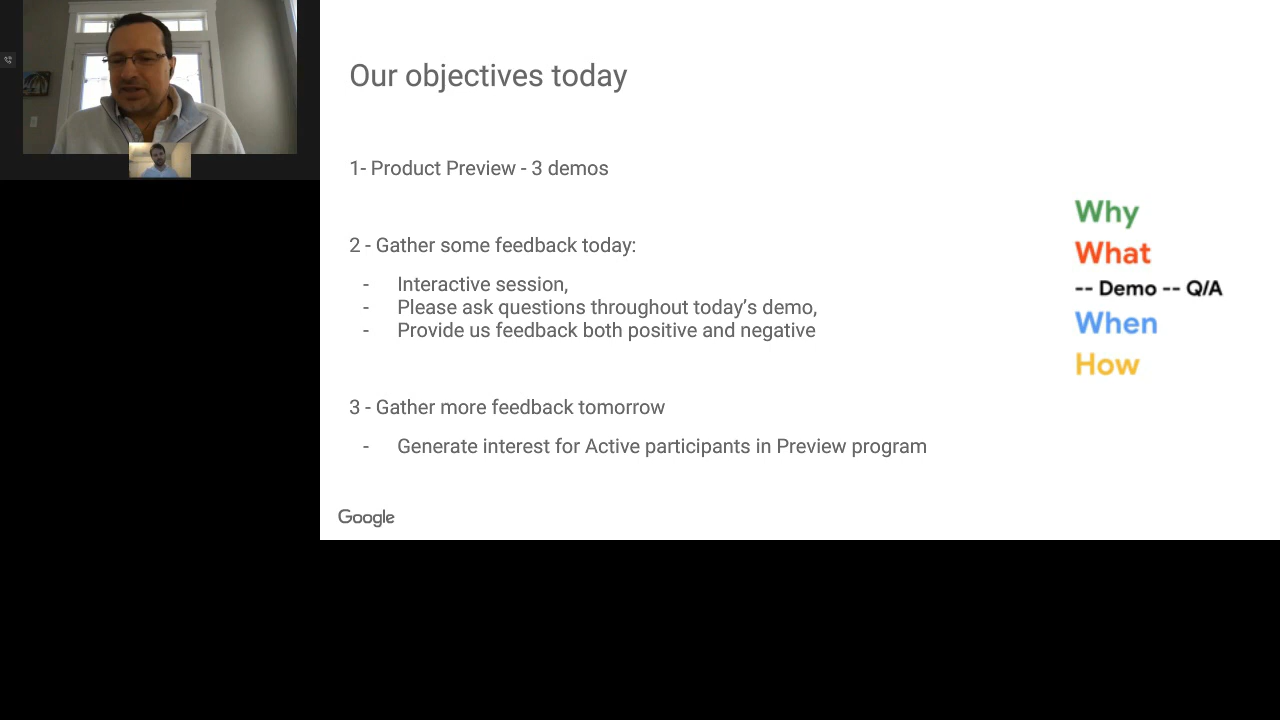 Our objectives today
1- Product Preview - 3 demos
2 - Gather some feedback today:
- Interactive session,
- Please ask questions throughout today's demo,
- Provide us feedback both positive and negative
3 - Gather more feedback tomorrow
- Generate interest for Active participants in Preview program
Google
Why
What
-- Demo -- Q/A
When
How